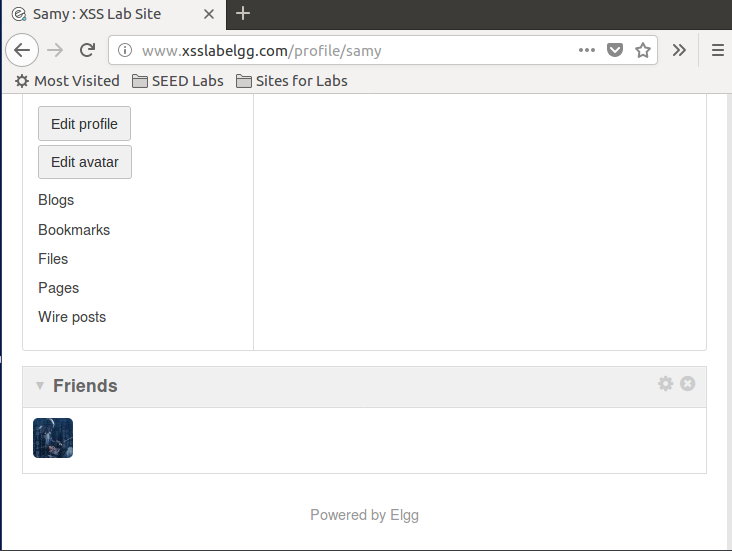 Samy : XSS Lab Site
www.xsslabelgg.com/profile/samy
Most Visited SEED Labs Sites for Labs
Edit profile
Edit avatar
Blogs
Bookmarks
Files
Pages
Wire posts
Friends
Powered by Elgg